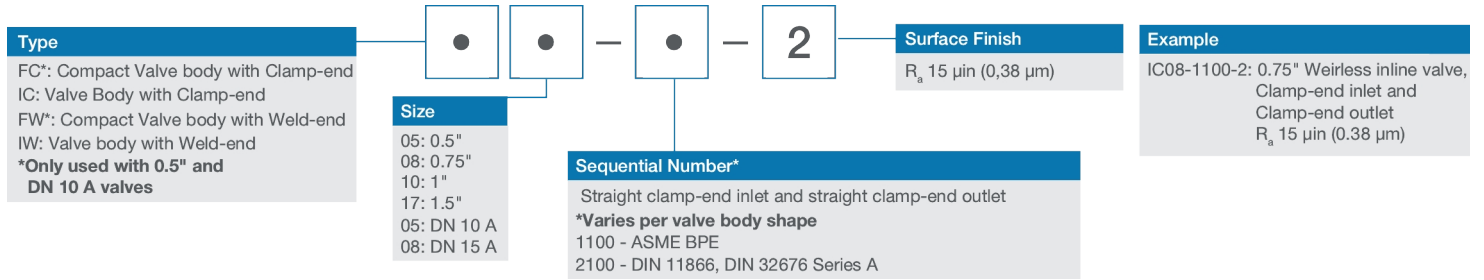 ● ● – ● – 2
Type
FC*: Compact Valve body with Clamp-end
IC: Valve Body with Clamp-end
FW*: Compact Valve body with Weld-end
IW: Valve body with Weld-end
*Only used with 0.5" and
DN 10 A valves
Size
05: 0.5"
08: 0.75"
10: 1"
17: 1.5"
05: DN 10 A
08: DN 15 A
Sequential Number*
Straight clamp-end inlet and straight clamp-end outlet
*Varies per valve body shape
1100 - ASME BPE
2100 - DIN 11866, DIN 32676 Series A
Surface Finish
Ra 15 µin (0,38 µm)
Example
IC08-1100-2: 0.75" Weirless inline valve,
Clamp-end inlet and
Clamp-end outlet
Ra 15 µin (0.38 µm)